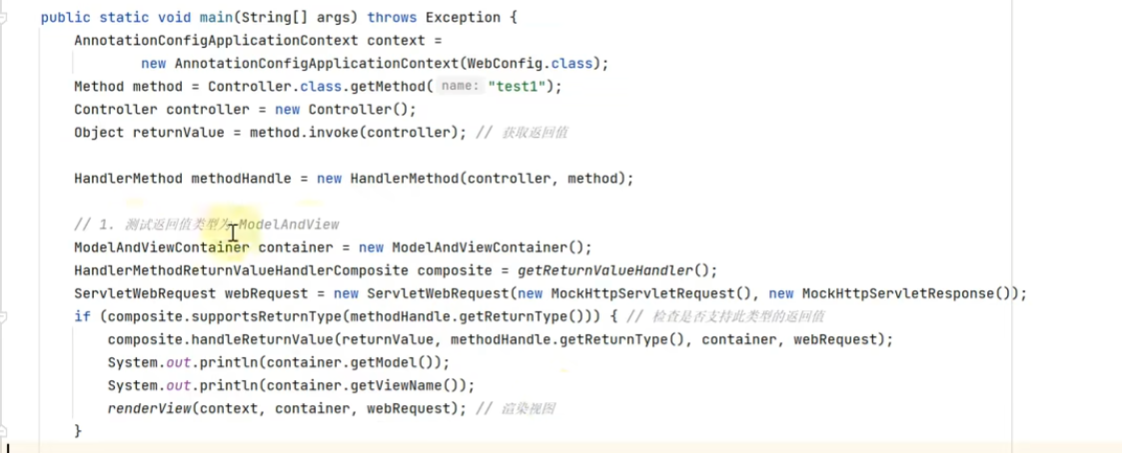 public static void main(String[] args) throws Exception {
AnnotationConfigApplicationContext context =
new AnnotationConfigApplicationContext(WebConfig.class);
Method method = Controller.class.getMethod( name: "test1");
Controller controller = new Controller();
Object returnValue = method.invoke(controller); // 获取返回值
HandlerMethod methodHandle = new HandlerMethod(controller, method);
// 1. 测试返回值类型为 ModelAndView
ModelAndViewContainer container = new ModelAndViewContainer();
HandlerMethodReturnValueHandlerComposite composite = getReturnValueHandler();
ServletWebRequest webRequest = new ServletWebRequest(new MockHttpServletRequest(), new MockHttpServletResponse());
if (composite.supportsReturnType(methodHandle.getReturnType())) { // 检查是否支持此类型的返回值
composite.handleReturnValue(returnValue, methodHandle.getReturnType(), container, webRequest);
System.out.println(container.getModel());
System.out.println(container.getViewName());
renderView(context, container, webRequest); // 渲染视图
}